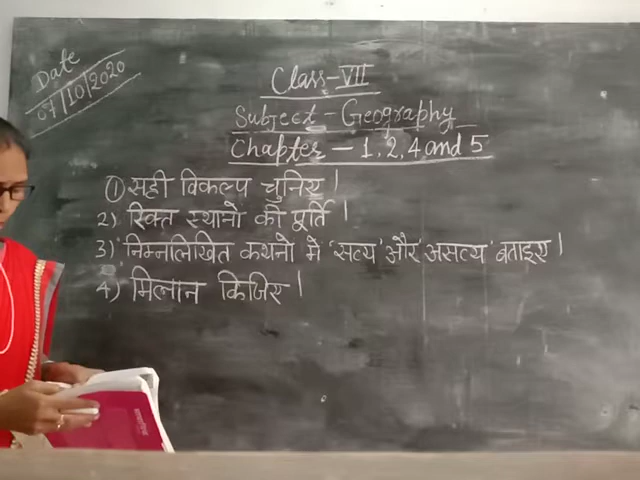 Date
07/10/2020
Class-VII
Subject - Geography
Chapter - 1, 2, 4 and 5
① सही विकल्प चुनिए।
2) रिक्त स्थानो की पूर्ति।
3) निम्नलिखित कथनो मे 'सत्य' और 'असत्य' बताइए।
4) मिलान किजिए।